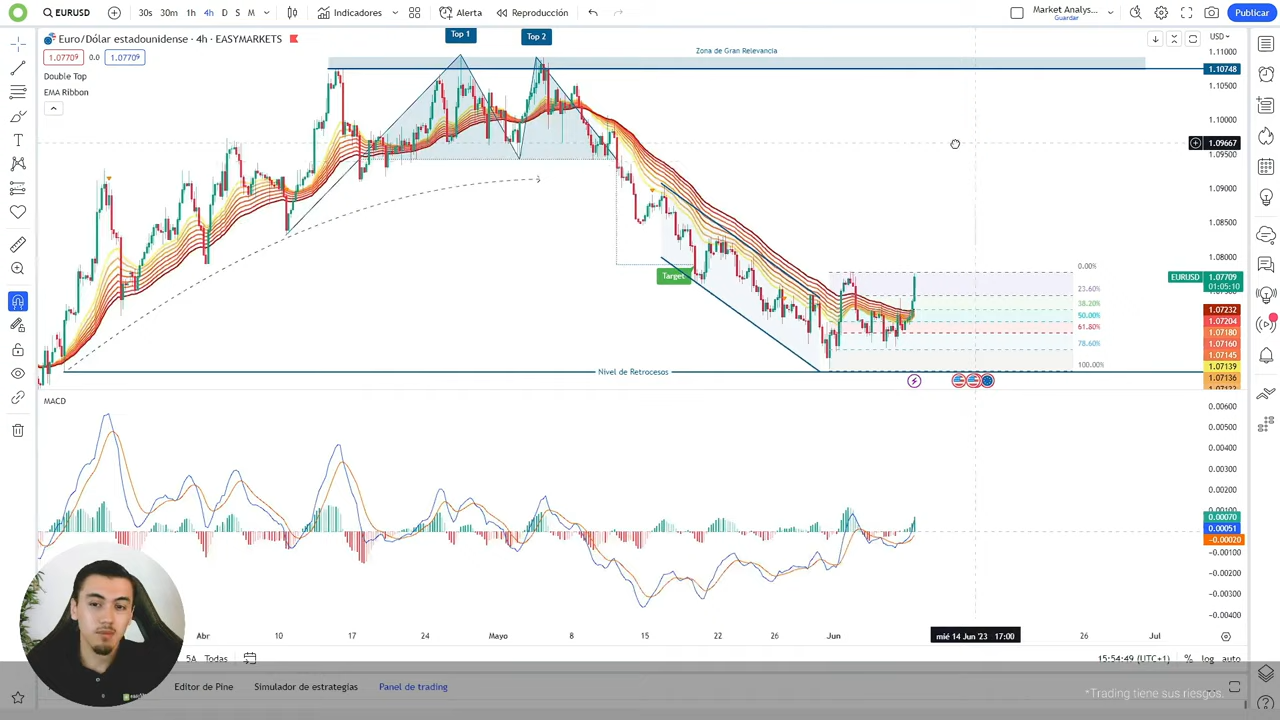 EURUSD 30s 30m 1h 4h D S M Indicadores Alerta Reproducción Market Analys... Guardar Publicar
Euro/Dólar estadounidense · 4h · EASYMARKETS
1.07709 0.0 1.07709
Double Top
EMA Ribbon
Top 1
Top 2
Zona de Gran Relevancia
Target
Nivel de Retrocesos
0.00%
23.60%
38.20%
50.00%
61.80%
78.60%
100.00%
USD
1.11000
1.10748
1.10500
1.10000
1.09667
1.09500
1.09000
1.08500
1.08000
EURUSD 1.07709
01:05:10
1.07232
1.07204
1.07180
1.07160
1.07145
1.07139
1.07136
MACD
0.00600
0.00500
0.00400
0.00300
0.00200
0.00070
0.00051
−0.00020
−0.00100
−0.00200
−0.00300
−0.00400
Abr 10 17 24 Mayo 8 15 22 26 Jun mié 14 Jun '23 17:00 26 Jul
5A Todas 15:54:49 (UTC+1) % log auto
Editor de Pine Simulador de estrategias Panel de trading
*Trading tiene sus riesgos.